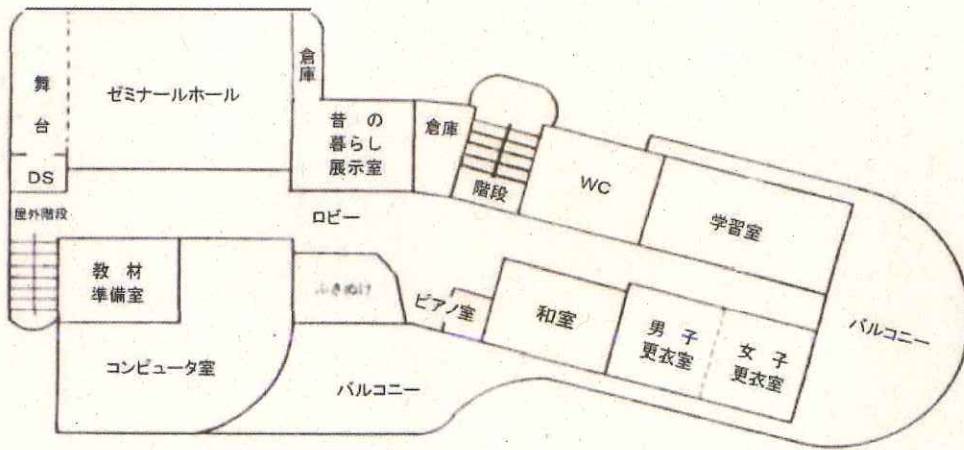 舞台
ゼミナールホール
倉庫
昔の
暮らし
展示室
倉庫
階段
WC
学習室
DS
屋外階段
ロビー
教材
準備室
ふきぬけ
ピアノ室
和室
男子
更衣室
女子
更衣室
バルコニー
コンピュータ室
バルコニー